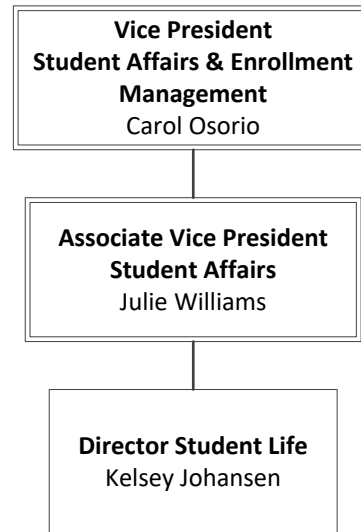 Vice President
Student Affairs & Enrollment
Management
Carol Osorio
Associate Vice President
Student Affairs
Julie Williams
Director Student Life
Kelsey Johansen